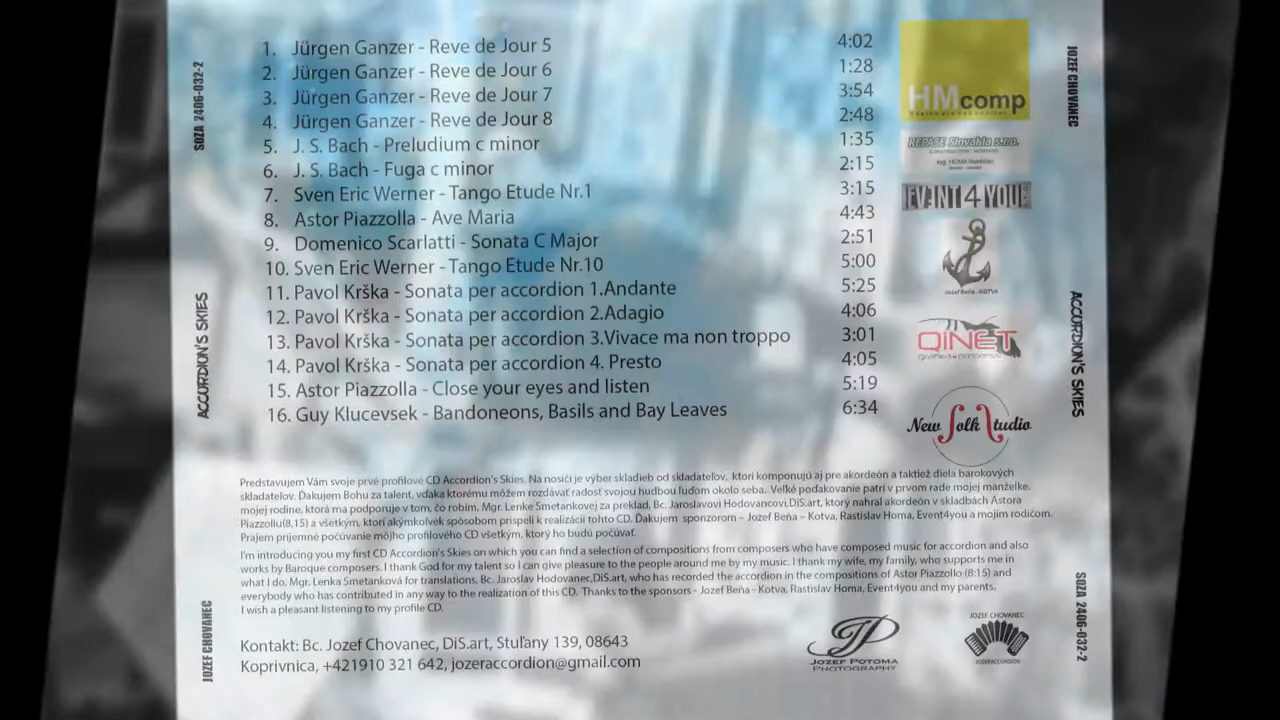 1. Jürgen Ganzer - Reve de Jour 5 4:02
2. Jürgen Ganzer - Reve de Jour 6 1:28
3. Jürgen Ganzer - Reve de Jour 7 3:54
4. Jürgen Ganzer - Reve de Jour 8 2:48
5. J. S. Bach - Preludium c minor 1:35
6. J. S. Bach - Fuga c minor 2:15
7. Sven Eric Werner - Tango Etude Nr.1 3:15
8. Astor Piazzolla - Ave Maria 4:43
9. Domenico Scarlatti - Sonata C Major 2:51
10. Sven Eric Werner - Tango Etude Nr.10 5:00
11. Pavol Krška - Sonata per accordion 1.Andante 5:25
12. Pavol Krška - Sonata per accordion 2.Adagio 4:06
13. Pavol Krška - Sonata per accordion 3.Vivace ma non troppo 3:01
14. Pavol Krška - Sonata per accordion 4. Presto 4:05
15. Astor Piazzolla - Close your eyes and listen 5:19
16. Guy Klucevsek - Bandoneons, Basils and Bay Leaves 6:34
HMcomp
REPASE Slovakia s.r.o.
EV3NT4YOU
Jozef Beňa - KOTVA
QINET
New Folk Studio
SOZA 2406-032-2
ACCORDION'S SKIES
JOZEF CHOVANEC
JOZEF CHOVANEC
ACCORDION'S SKIES
SOZA 2406-032-2
Predstavujem Vám svoje prvé profilové CD Accordion's Skies. Na nosiči je výber skladieb od skladateľov, ktorí komponujú aj pre akordeón a taktiež diela barokových
skladateľov. Ďakujem Bohu za talent, vďaka ktorému môžem rozdávať radosť svojou hudbou ľuďom okolo seba. Veľké poďakovanie patrí v prvom rade mojej manželke,
mojej rodine, ktorá ma podporuje v tom, čo robím, Mgr. Lenke Smetankovej za preklad, Bc. Jaroslavovi Hodovancovi,DiS.art, ktorý nahral akordeón v skladbách Astora
Piazzollu(8,15) a všetkým, ktorí akýmkoľvek spôsobom prispeli k realizácii tohto CD. Ďakujem sponzorom – Jozef Beňa – Kotva, Rastislav Homa, Event4you a mojim rodičom.
Prajem príjemné počúvanie môjho profilového CD všetkým, ktorý ho budú počúvať.
I'm introducing you my first CD Accordion's Skies on which you can find a selection of compositions from composers who have composed music for accordion and also
works by Baroque composers. I thank God for my talent so I can give pleasure to the people around me by my music. I thank my wife, my family, who supports me in
what I do, Mgr. Lenka Smetanková for translations, Bc. Jaroslav Hodovanec,DiS.art, who has recorded the accordion in the compositions of Astor Piazzollo (8:15) and
everybody who has contributed in any way to the realization of this CD. Thanks to the sponsors - Jozef Beňa - Kotva, Rastislav Homa, Event4you and my parents.
I wish a pleasant listening to my profile CD.
Kontakt: Bc. Jozef Chovanec, DiS.art, Stuľany 139, 08643
Koprivnica, +421910 321 642, jozeraccordion@gmail.com
JOZEF POTOMA
PHOTOGRAPHY
JOZEF CHOVANEC
JOZERACCORDION